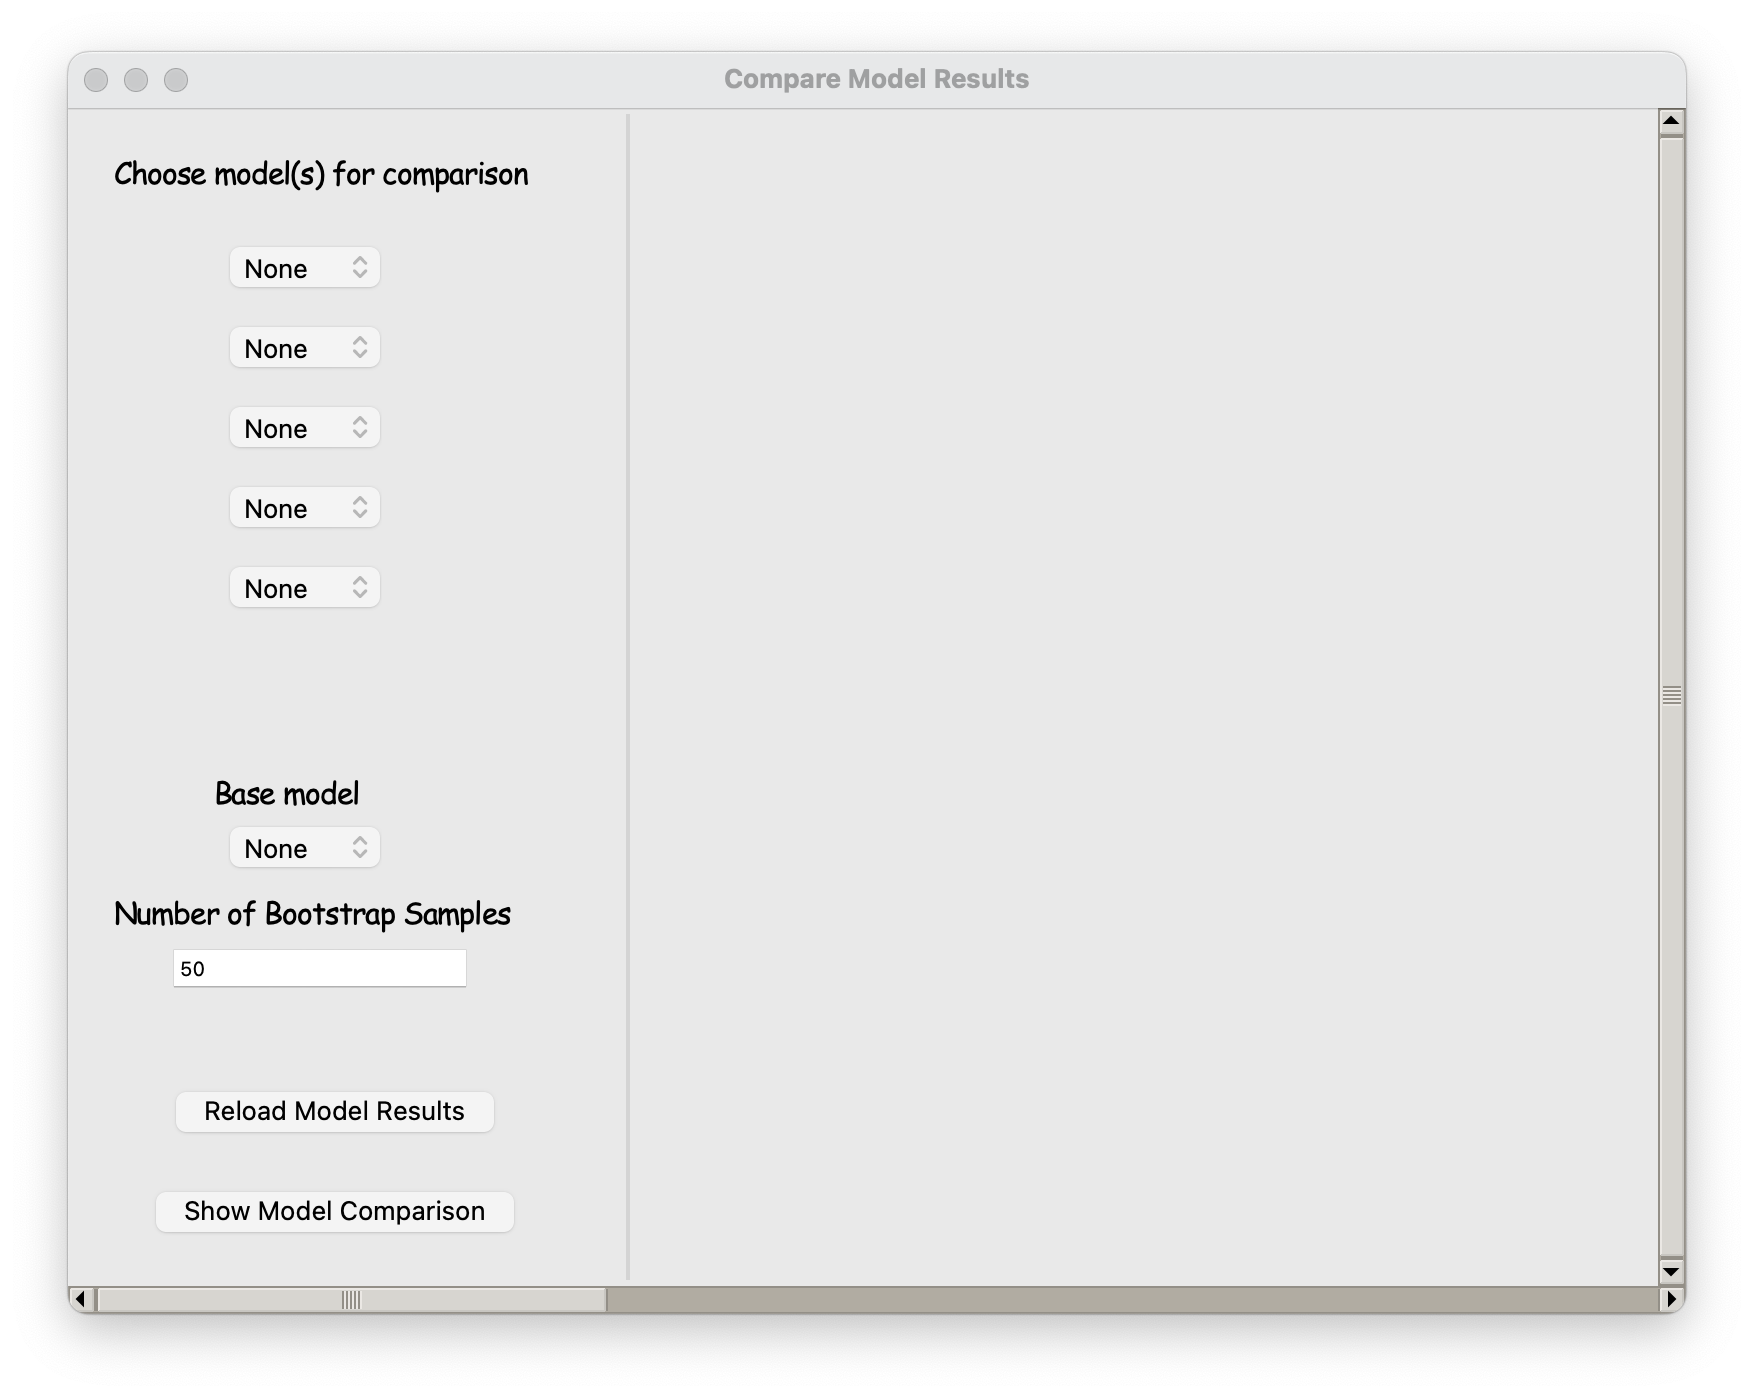 Compare Model Results
Choose model(s) for comparison
None
None
None
None
None
Base model
None
Number of Bootstrap Samples
50
Reload Model Results
Show Model Comparison